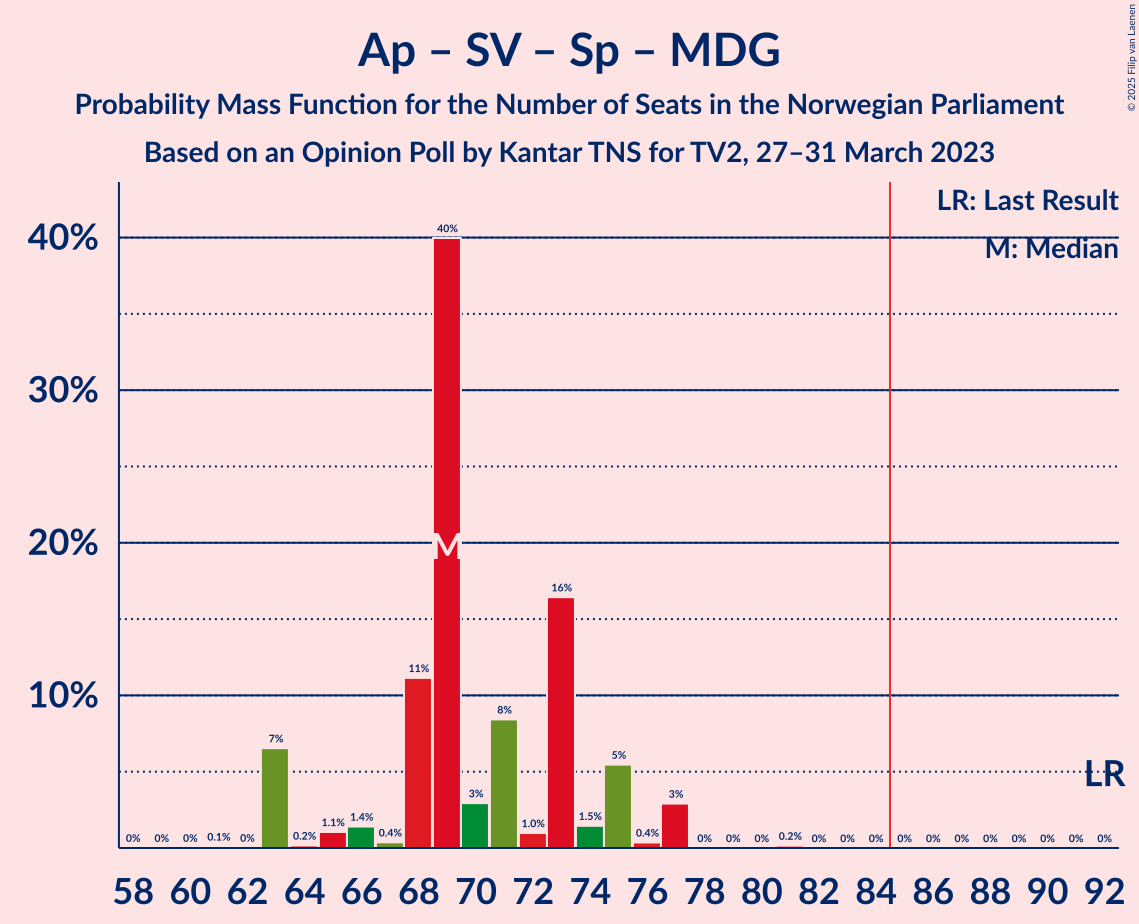 Ap – SV – Sp – MDG
Probability Mass Function for the Number of Seats in the Norwegian Parliament
Based on an Opinion Poll by Kantar TNS for TV2, 27–31 March 2023
© 2025 Filip van Laenen
LR: Last Result
M: Median
40%
30%
20%
10%
0% 0% 0% 0.1% 0% 7% 0.2% 1.1% 1.4% 0.4% 11% 40% 3% 8% 1.0% 16% 1.5% 5% 0.4% 3% 0% 0% 0% 0.2% 0% 0% 0% 0% 0% 0% 0% 0% 0% 0% 0%
M
LR
58 60 62 64 66 68 70 72 74 76 78 80 82 84 86 88 90 92